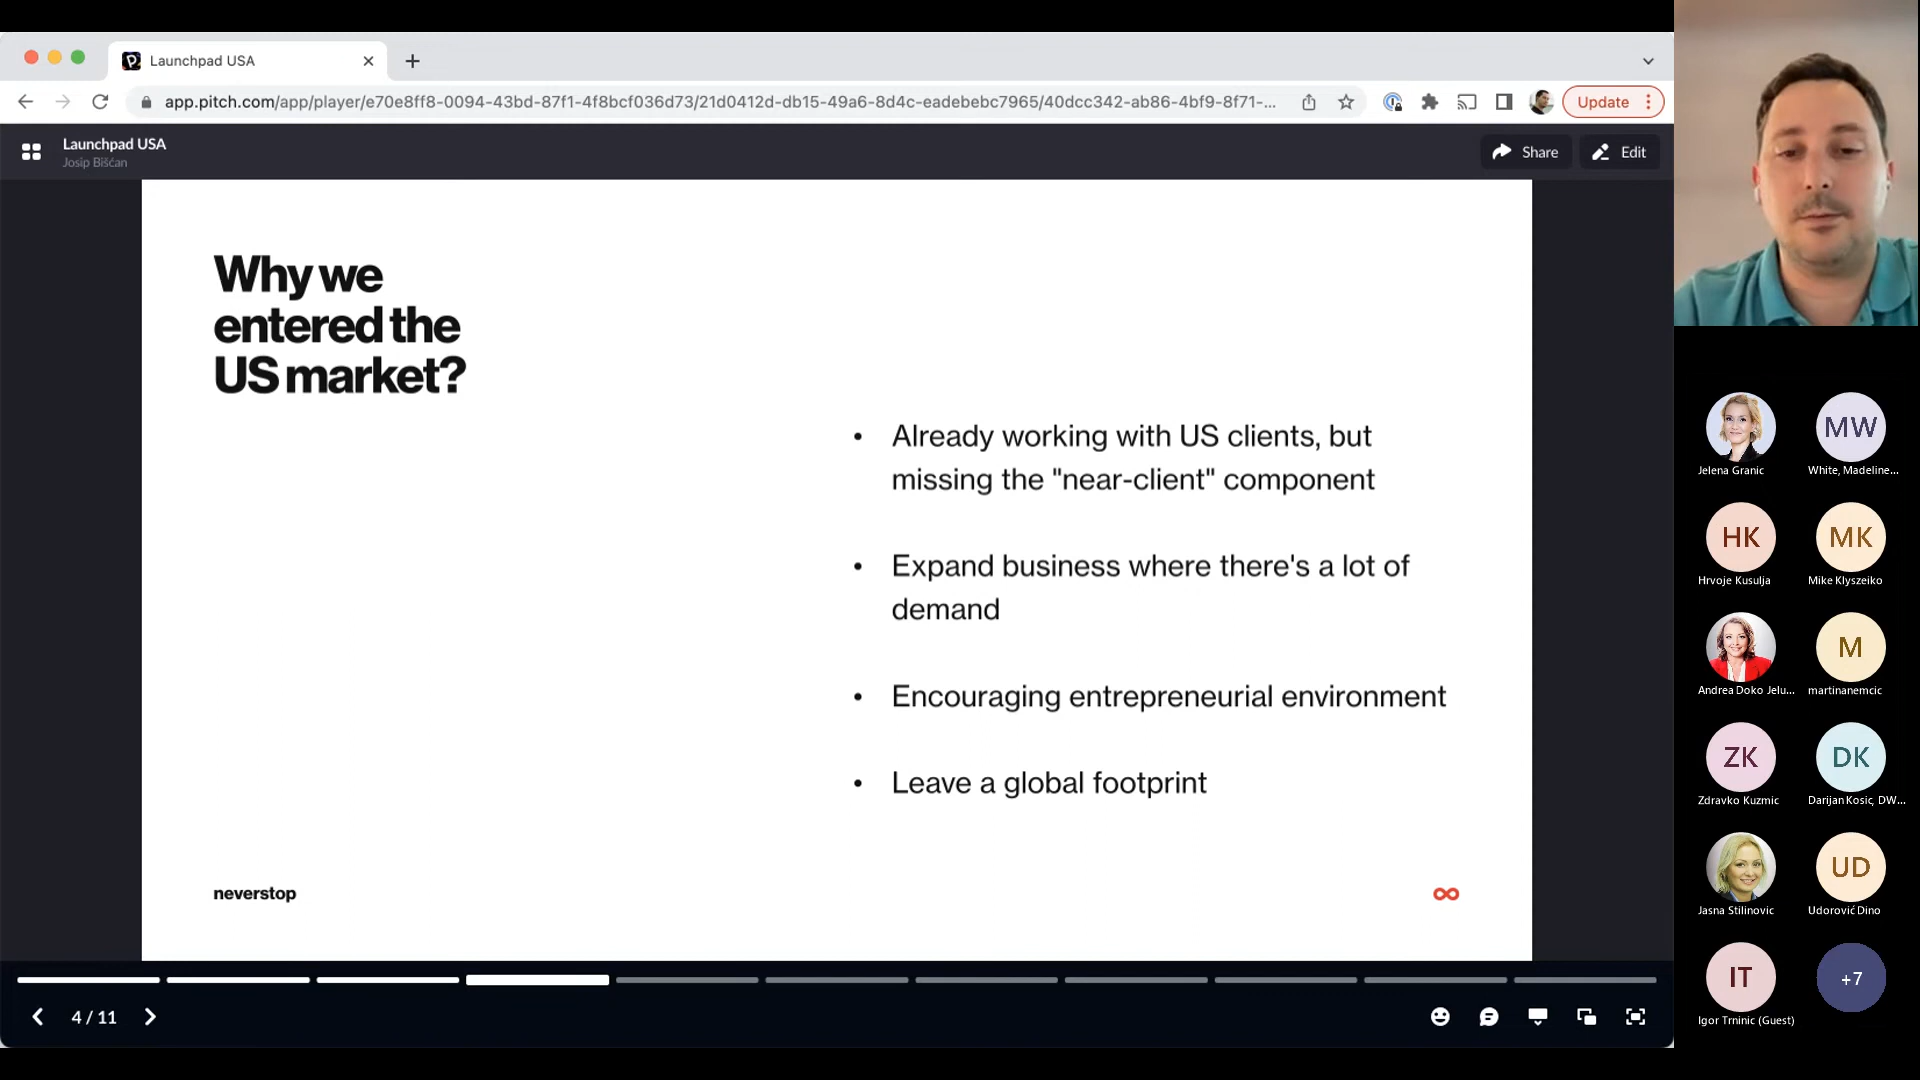 Launchpad USA
app.pitch.com/app/player/e70e8ff8-0094-43bd-87f1-4f8bcf036d73/21d0412d-db15-49a6-8d4c-eadebebc7965/40dcc342-ab86-4bf9-8f71-...
Update
Launchpad USA
Josip Bišćan
Share
Edit
Why we
entered the
US market?
• Already working with US clients, but
missing the "near-client" component
• Expand business where there's a lot of
demand
• Encouraging entrepreneurial environment
• Leave a global footprint
neverstop
4 / 11
Jelena Granic
MW
White, Madeline...
HK
Hrvoje Kusulja
MK
Mike Klyszeiko
Andrea Doko Jelu...
M
martinanemcic
ZK
Zdravko Kuzmic
DK
Darijan Kosic, DW...
Jasna Stilinovic
UD
Udorović Dino
IT
Igor Trninic (Guest)
+7